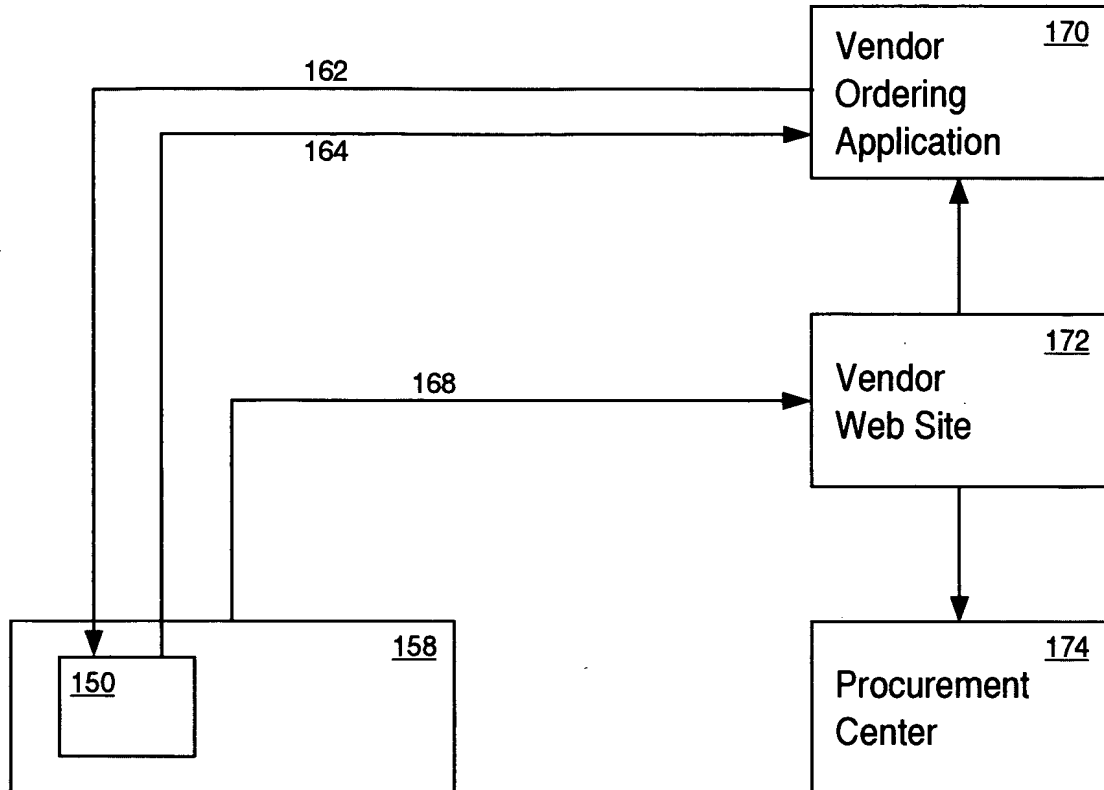 170
Vendor
Ordering
Application
162
164
172
Vendor
Web Site
168
158
150
174
Procurement
Center